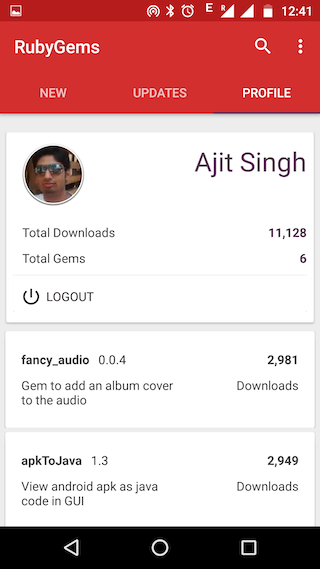 E R 12:41
RubyGems
NEW UPDATES PROFILE
Ajit Singh
Total Downloads 11,128
Total Gems 6
LOGOUT
fancy_audio 0.0.4 2,981
Gem to add an album cover Downloads
to the audio
apkToJava 1.3 2,949
View android apk as java Downloads
code in GUI